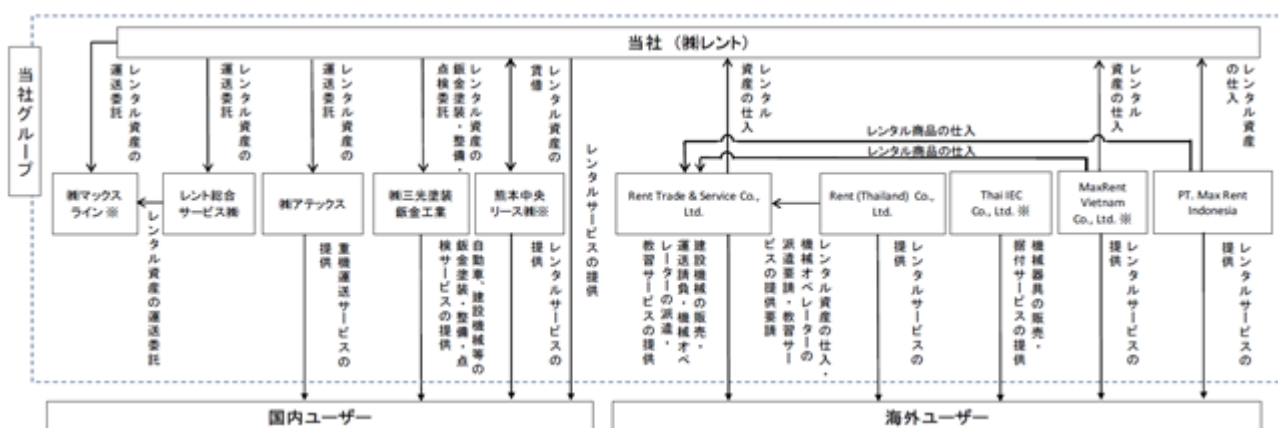 当社 （㈱レント）
当社グループ
レンタル資産の
運送委託
レンタル資産の
運送委託
レンタル資産の
運送委託
レンタル資産の
鈑金塗装・整備・
点検委託
レンタル資産の
賃借
レンタルサービスの提供
レンタル
資産の仕入
レンタル
資産の仕入
レンタル資産
の仕入
レンタル商品の仕入
レンタル商品の仕入
㈱マックス
ライン ※
レント総合
サービス㈱
㈱アテックス
㈱三光塗装
鈑金工業
熊本中央
リース㈱※
Rent Trade & Service Co.,
Ltd.
Rent (Thailand) Co.,
Ltd.
Thai IEC
Co., Ltd. ※
MaxRent
Vietnam
Co., Ltd. ※
PT. Max Rent
Indonesia
レンタル資産の運送委託
重機運送サービスの
提供
自動車、建設機械等の
鈑金塗装・整備・点
検サービスの提供
レンタルサービスの
提供
建設機械の販売・
運送請負・機械オペ
レーターの派遣・
教習サービスの提供
レンタル資産の仕入・
機械オペレーターの
派遣要請・教習サー
ビスの提供要請
レンタルサービスの
提供
機械器具の販売・
据付サービスの提供
レンタルサービスの
提供
レンタルサービスの
提供
国内ユーザー
海外ユーザー